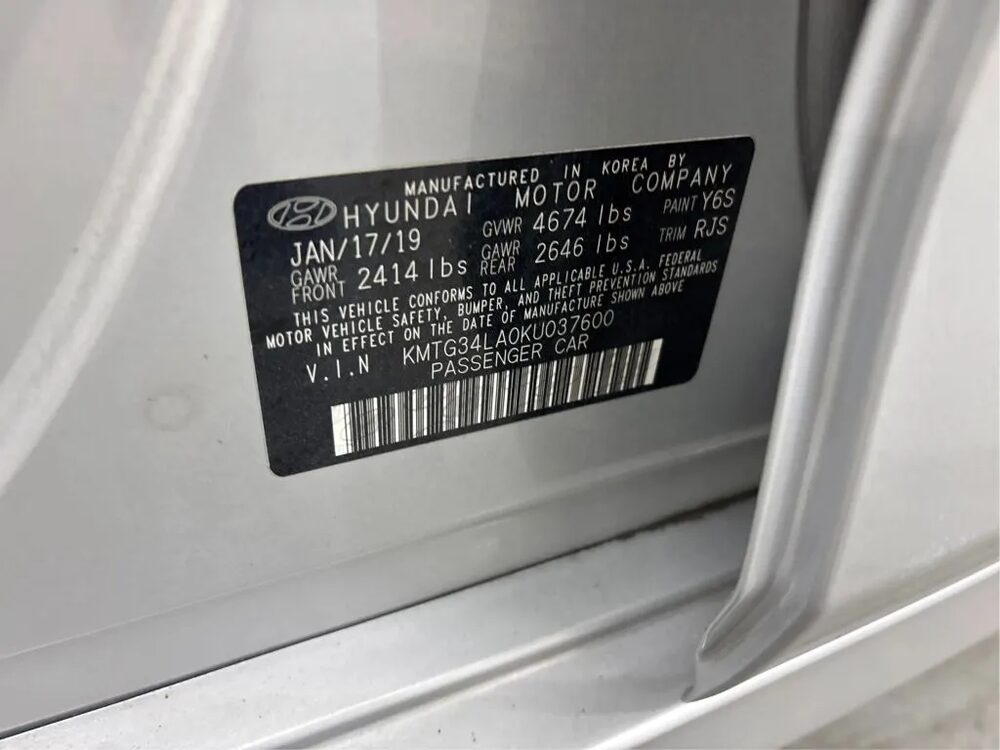 MANUFACTURED IN KOREA BY
HYUNDAI MOTOR COMPANY
JAN/17/19 GVWR 4674 lbs PAINT Y6S
GAWR FRONT 2414 lbs GAWR REAR 2646 lbs TRIM RJS
THIS VEHICLE CONFORMS TO ALL APPLICABLE U.S.A. FEDERAL
MOTOR VEHICLE SAFETY, BUMPER, AND THEFT PREVENTION STANDARDS
IN EFFECT ON THE DATE OF MANUFACTURE SHOWN ABOVE
V.I.N KMTG34LA0KU037600
PASSENGER CAR